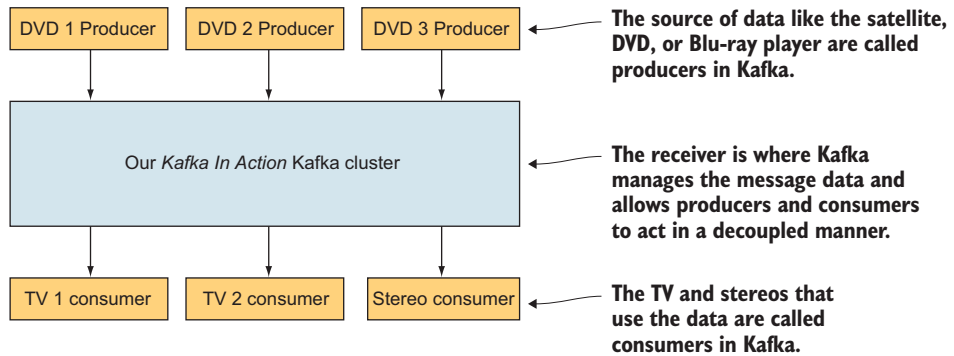 DVD 1 Producer
DVD 2 Producer
DVD 3 Producer
The source of data like the satellite,
DVD, or Blu-ray player are called
producers in Kafka.
Our Kafka In Action Kafka cluster
The receiver is where Kafka
manages the message data and
allows producers and consumers
to act in a decoupled manner.
TV 1 consumer
TV 2 consumer
Stereo consumer
The TV and stereos that
use the data are called
consumers in Kafka.